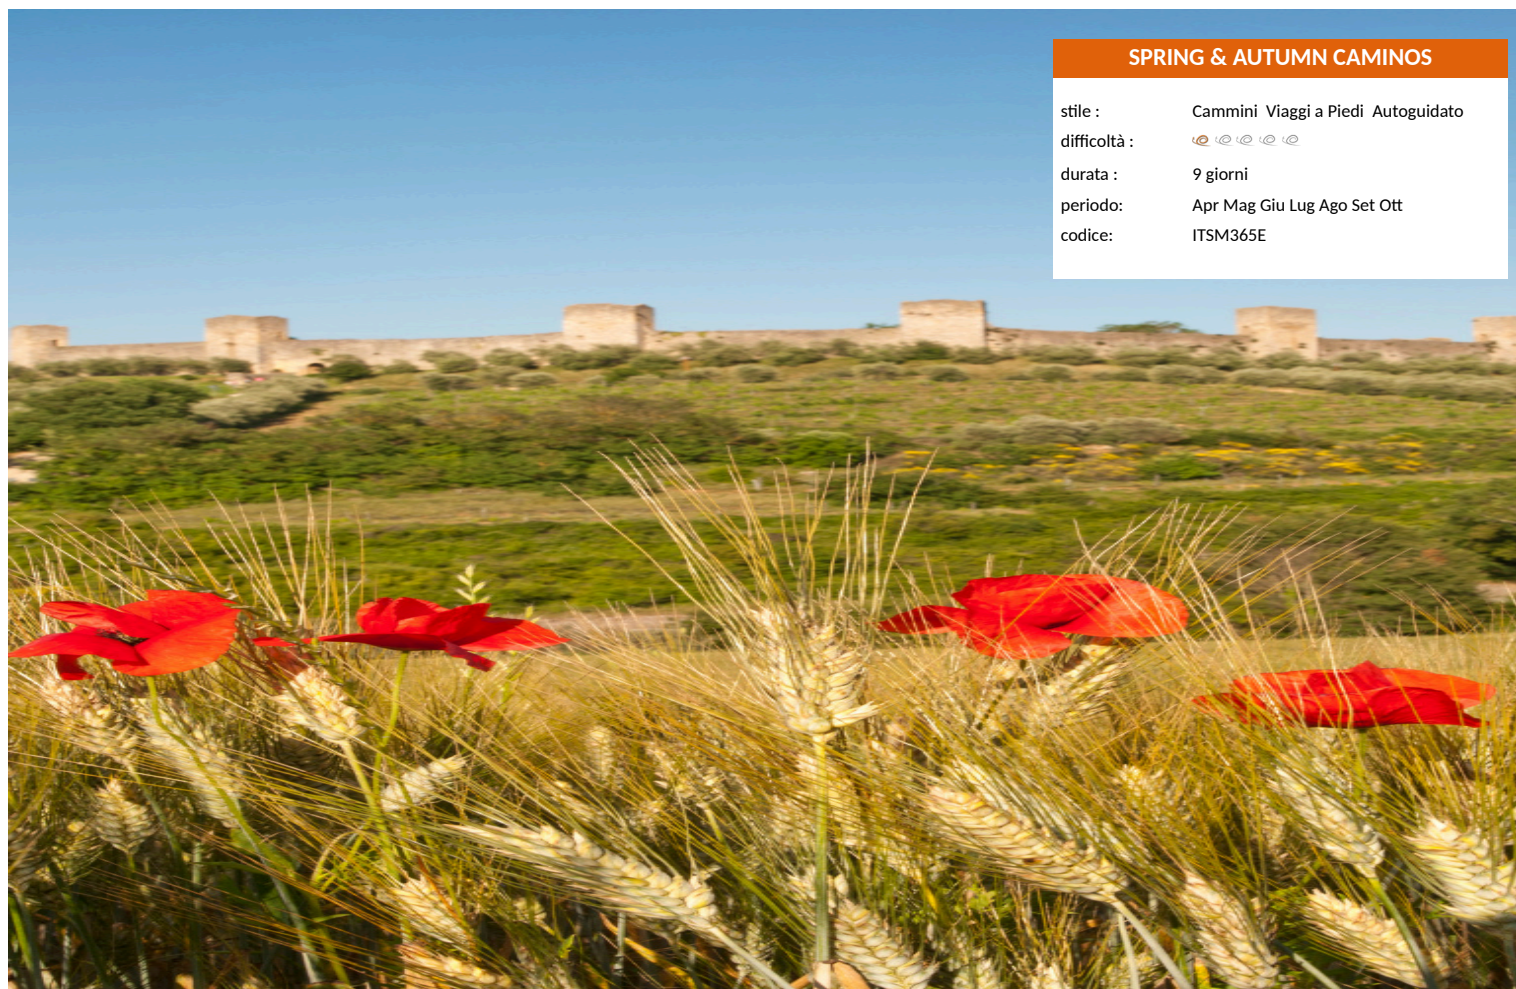 SPRING & AUTUMN CAMINOS
stile : Cammini Viaggi a Piedi Autoguidato
difficoltà :
durata : 9 giorni
periodo: Apr Mag Giu Lug Ago Set Ott
codice: ITSM365E